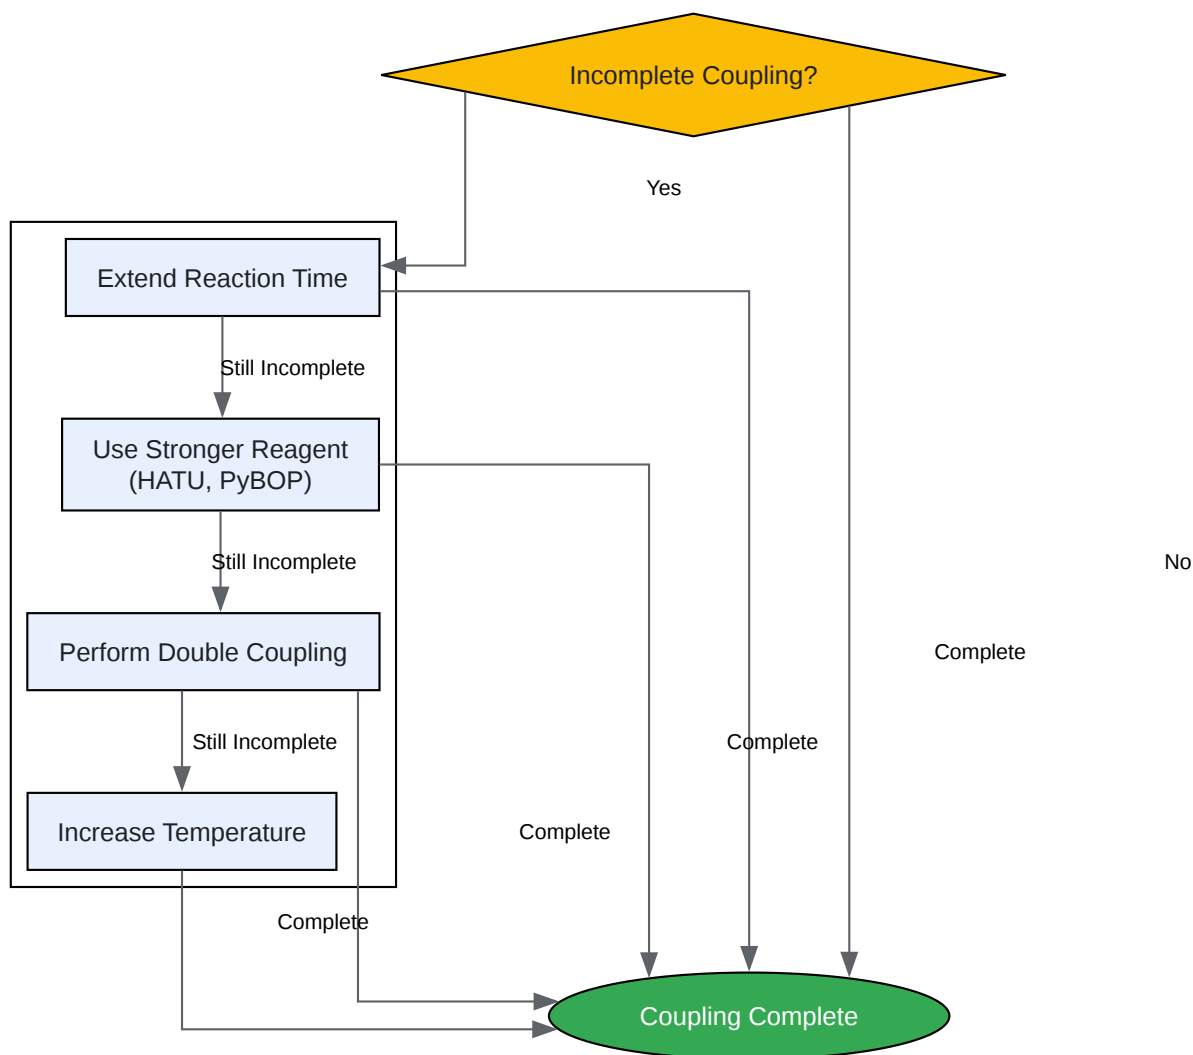 Incomplete Coupling?
Yes
Extend Reaction Time
Still Incomplete
Use Stronger Reagent
(HATU, PyBOP)
Still Incomplete
No
Perform Double Coupling
Complete
Still Incomplete
Complete
Increase Temperature
Complete
Complete
Coupling Complete